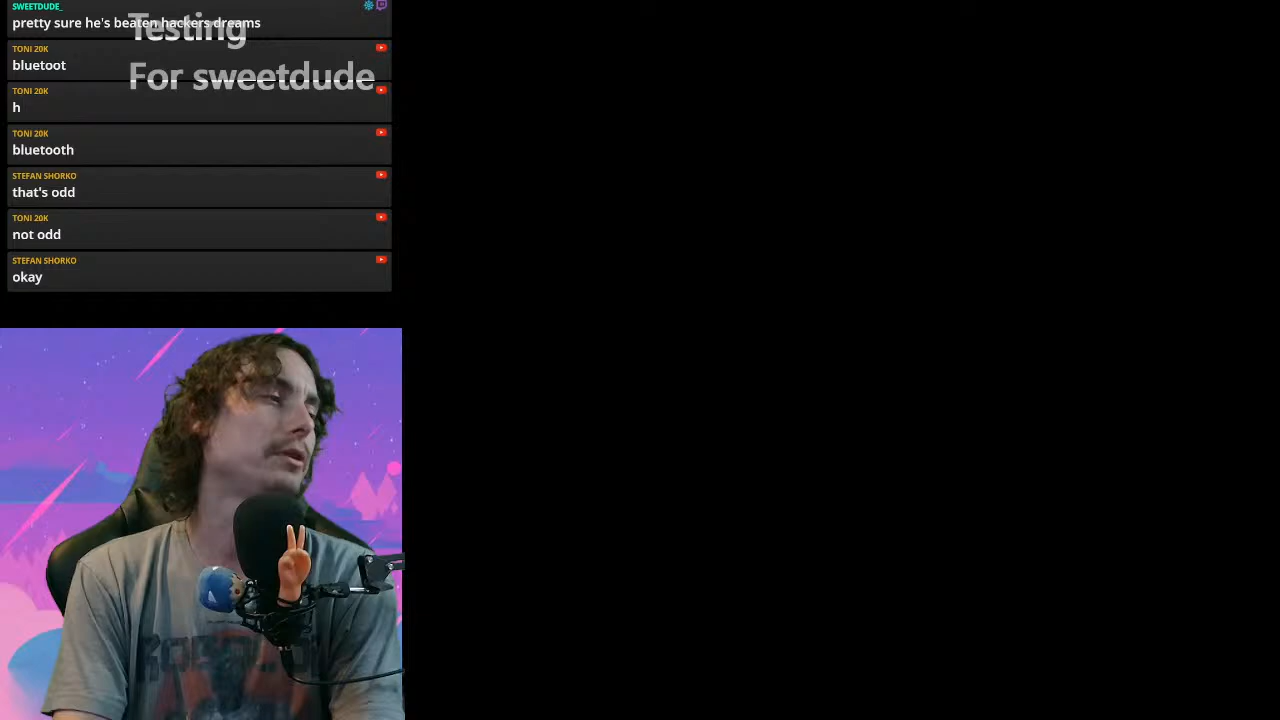 SWEETDUDE_
pretty sure he's beaten hackers dreams
Testing
TONI 20K
bluetoot
For sweetdude
TONI 20K
h
TONI 20K
bluetooth
STEFAN SHORKO
that's odd
TONI 20K
not odd
STEFAN SHORKO
okay